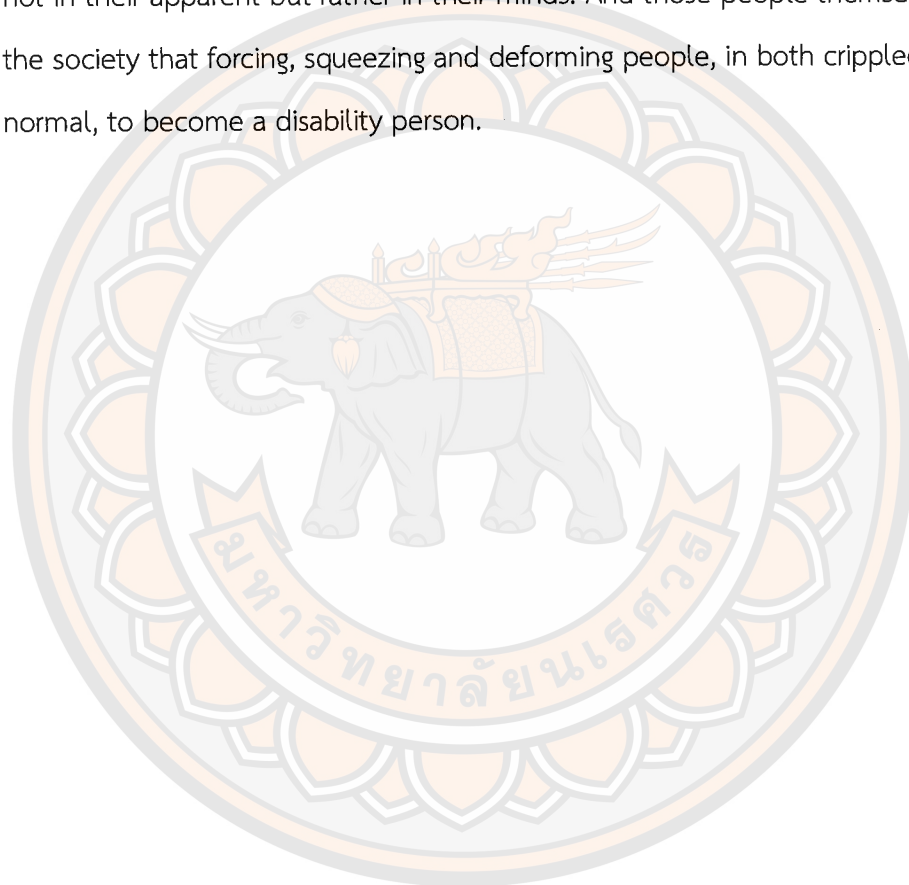 not in their apparent but rather in their minds. And those people
the society that forcing, squeezing and deforming people, in both
normal, to become a disability person.
มหาวิทยาลัยนเรศวร